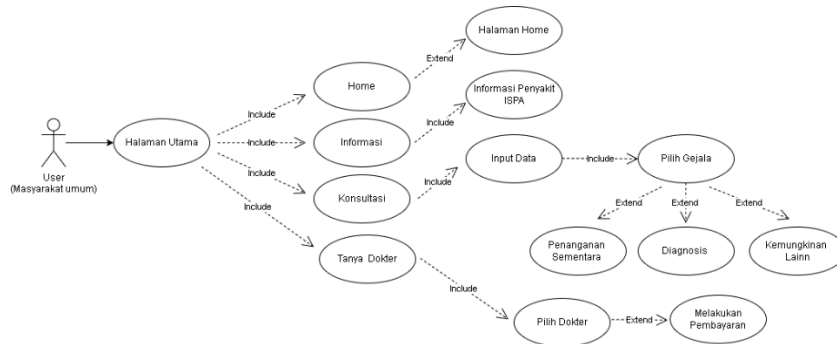 Halaman Home
Extend
Home
Informasi Penyakit
ISPA
Include
Include
Include
Informasi
Halaman Utama
User
(Masyarakat umum)
Input Data
Include
Pilih Gejala
Include
Include
Konsultasi
Include
Extend
Extend
Extend
Penanganan
Sementara
Diagnosis
Kemungkinan
Lainn
Tanya Dokter
Include
Pilih Dokter
Extend
Melakukan
Pembayaran